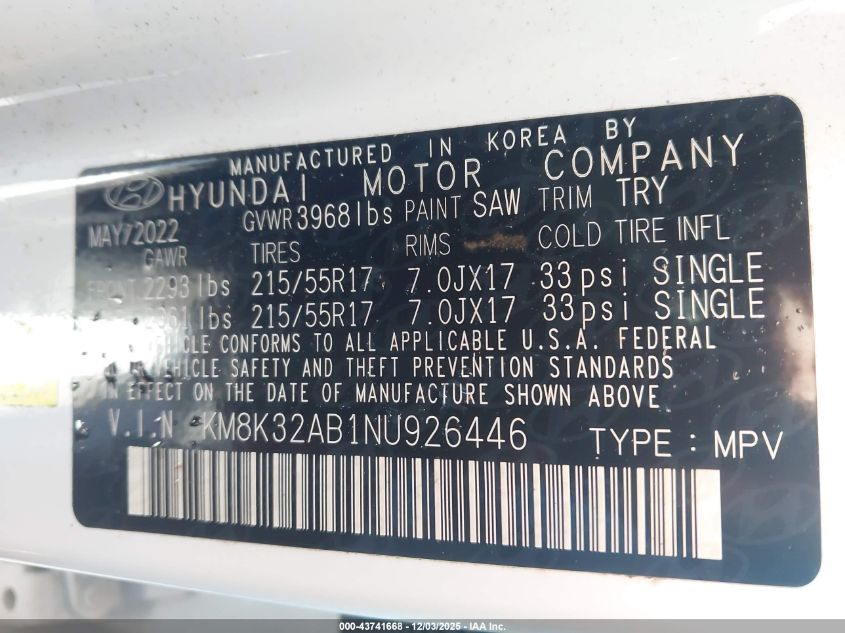 MANUFACTURED IN KOREA BY
HYUNDAI MOTOR COMPANY
MAY/2022 GVWR 3968lbs PAINT SAW TRIM TRY
GAWR TIRES RIMS COLD TIRE INFL
FRONT 2293lbs 215/55R17 7.0JX17 33psi SINGLE
lbs 215/55R17 7.0JX17 33psi SINGLE
VEHICLE CONFORMS TO ALL APPLICABLE U.S.A. FEDERAL
VEHICLE SAFETY AND THEFT PREVENTION STANDARDS
IN EFFECT ON THE DATE OF MANUFACTURE SHOWN ABOVE
V.I.N KM8K32AB1NU926446 TYPE : MPV
000-43741668 - 12/03/2025 - IAA Inc.